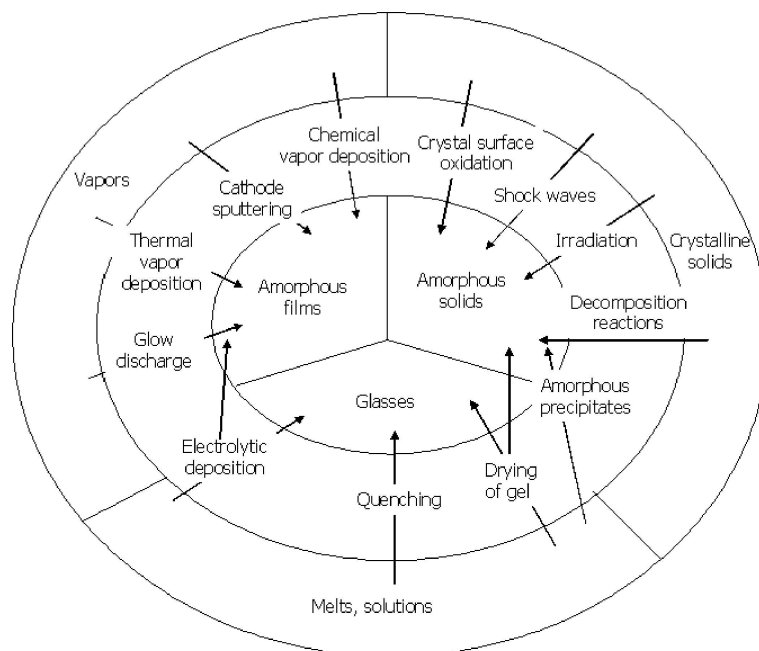 Chemical
vapor deposition
Crystal surface
oxidation
Vapors
Cathode
sputtering
Shock waves
Thermal
vapor deposition
Irradiation
Crystalline
solids
Amorphous
films
Amorphous
solids
Glow
discharge
Decomposition
reactions
Glasses
Amorphous
precipitates
Electrolytic
deposition
Quenching
Drying
of gel
Melts, solutions